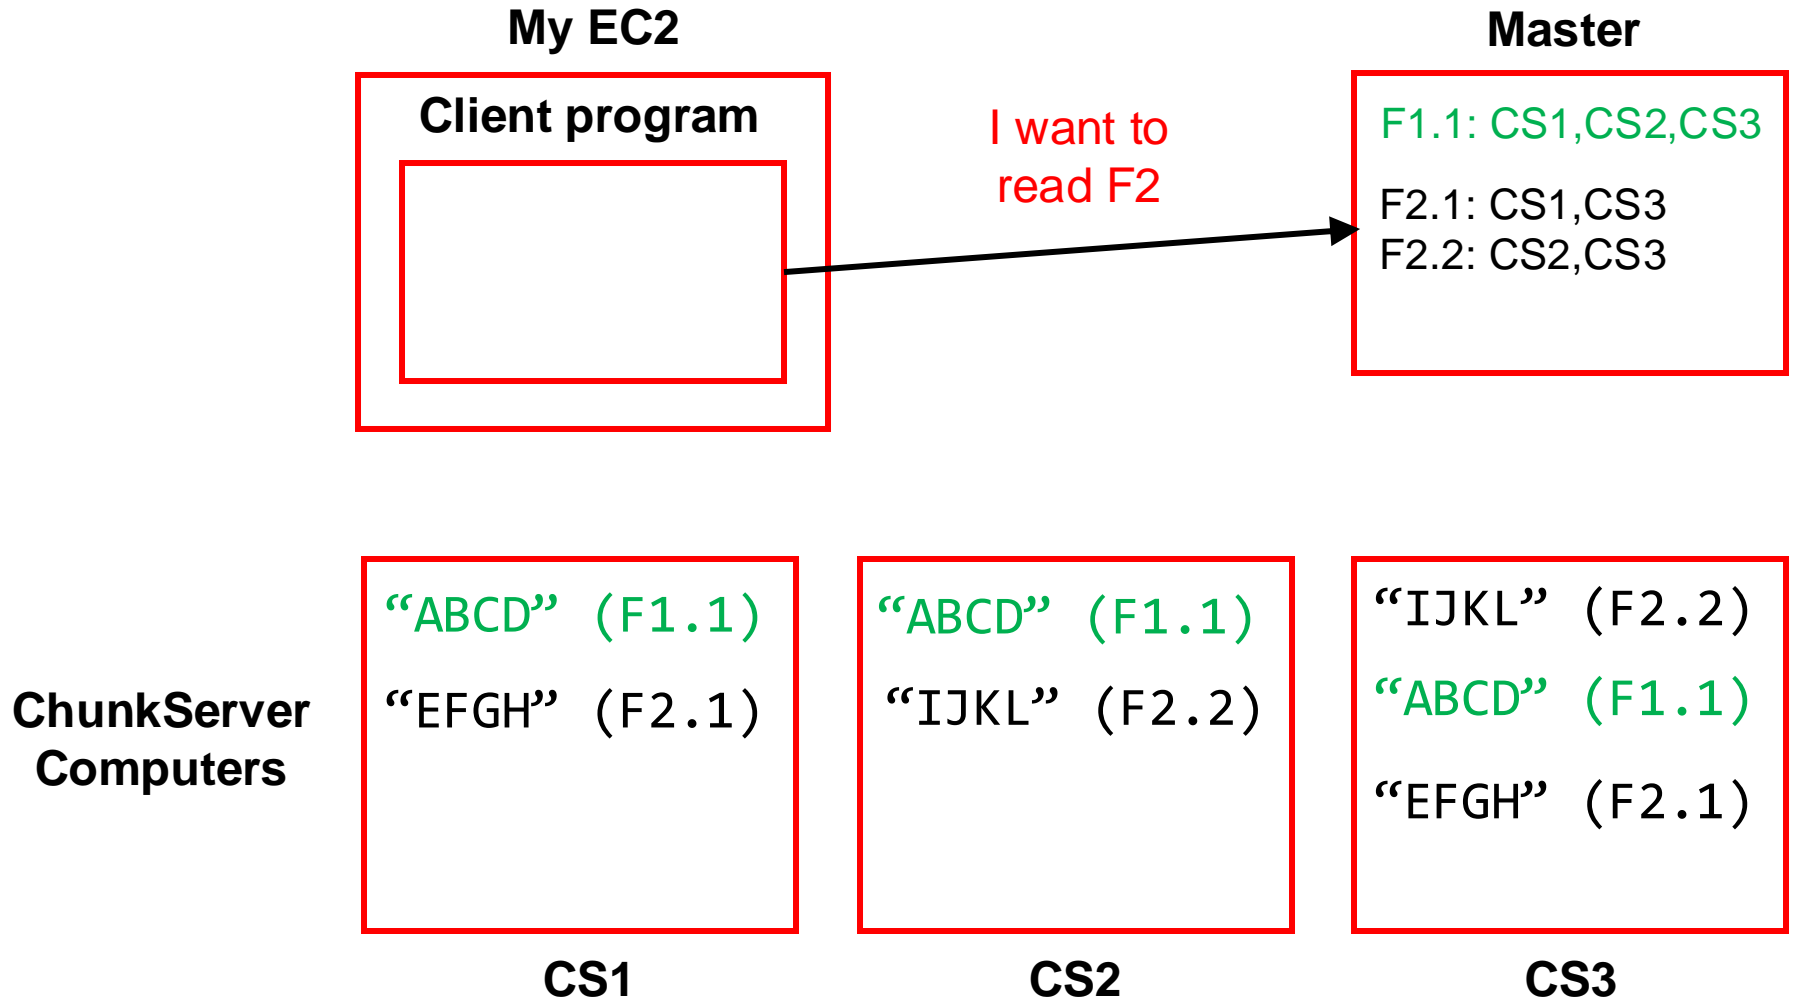 My EC2
Master
Client program
I want to
read F2
F1.1: CS1,CS2,CS3
F2.1: CS1,CS3
F2.2: CS2,CS3
ChunkServer
Computers
“ABCD” (F1.1)
“EFGH” (F2.1)
CS1
“ABCD” (F1.1)
“IJKL” (F2.2)
CS2
“IJKL” (F2.2)
“ABCD” (F1.1)
“EFGH” (F2.1)
CS3